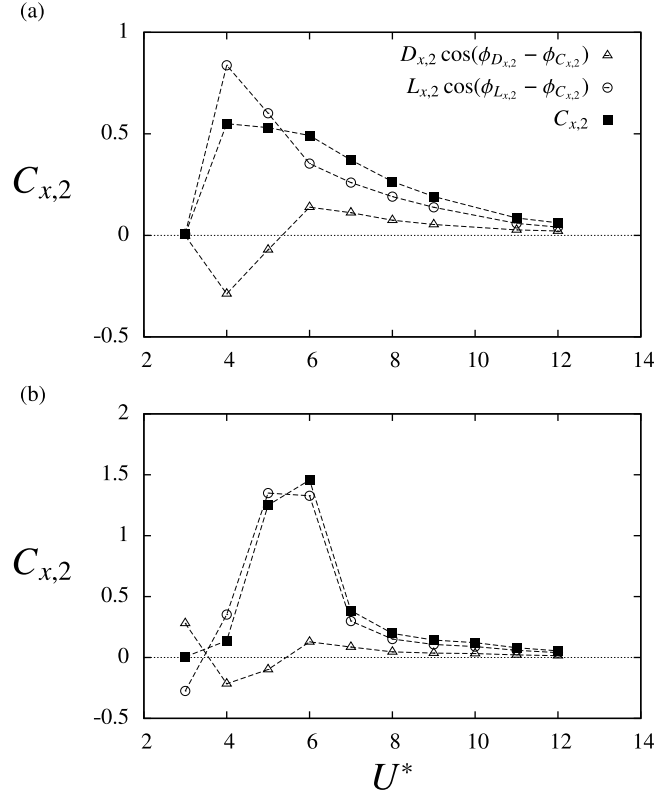 (a)
1
0.5
0
-0.5
C_{x,2}
D_{x,2} cos(ϕ_{D_{x,2}} − ϕ_{C_{x,2}})
L_{x,2} cos(ϕ_{L_{x,2}} − ϕ_{C_{x,2}})
C_{x,2}
2 4 6 8 10 12 14
(b)
2
1.5
1
0.5
0
-0.5
C_{x,2}
2 4 6 8 10 12 14
U*